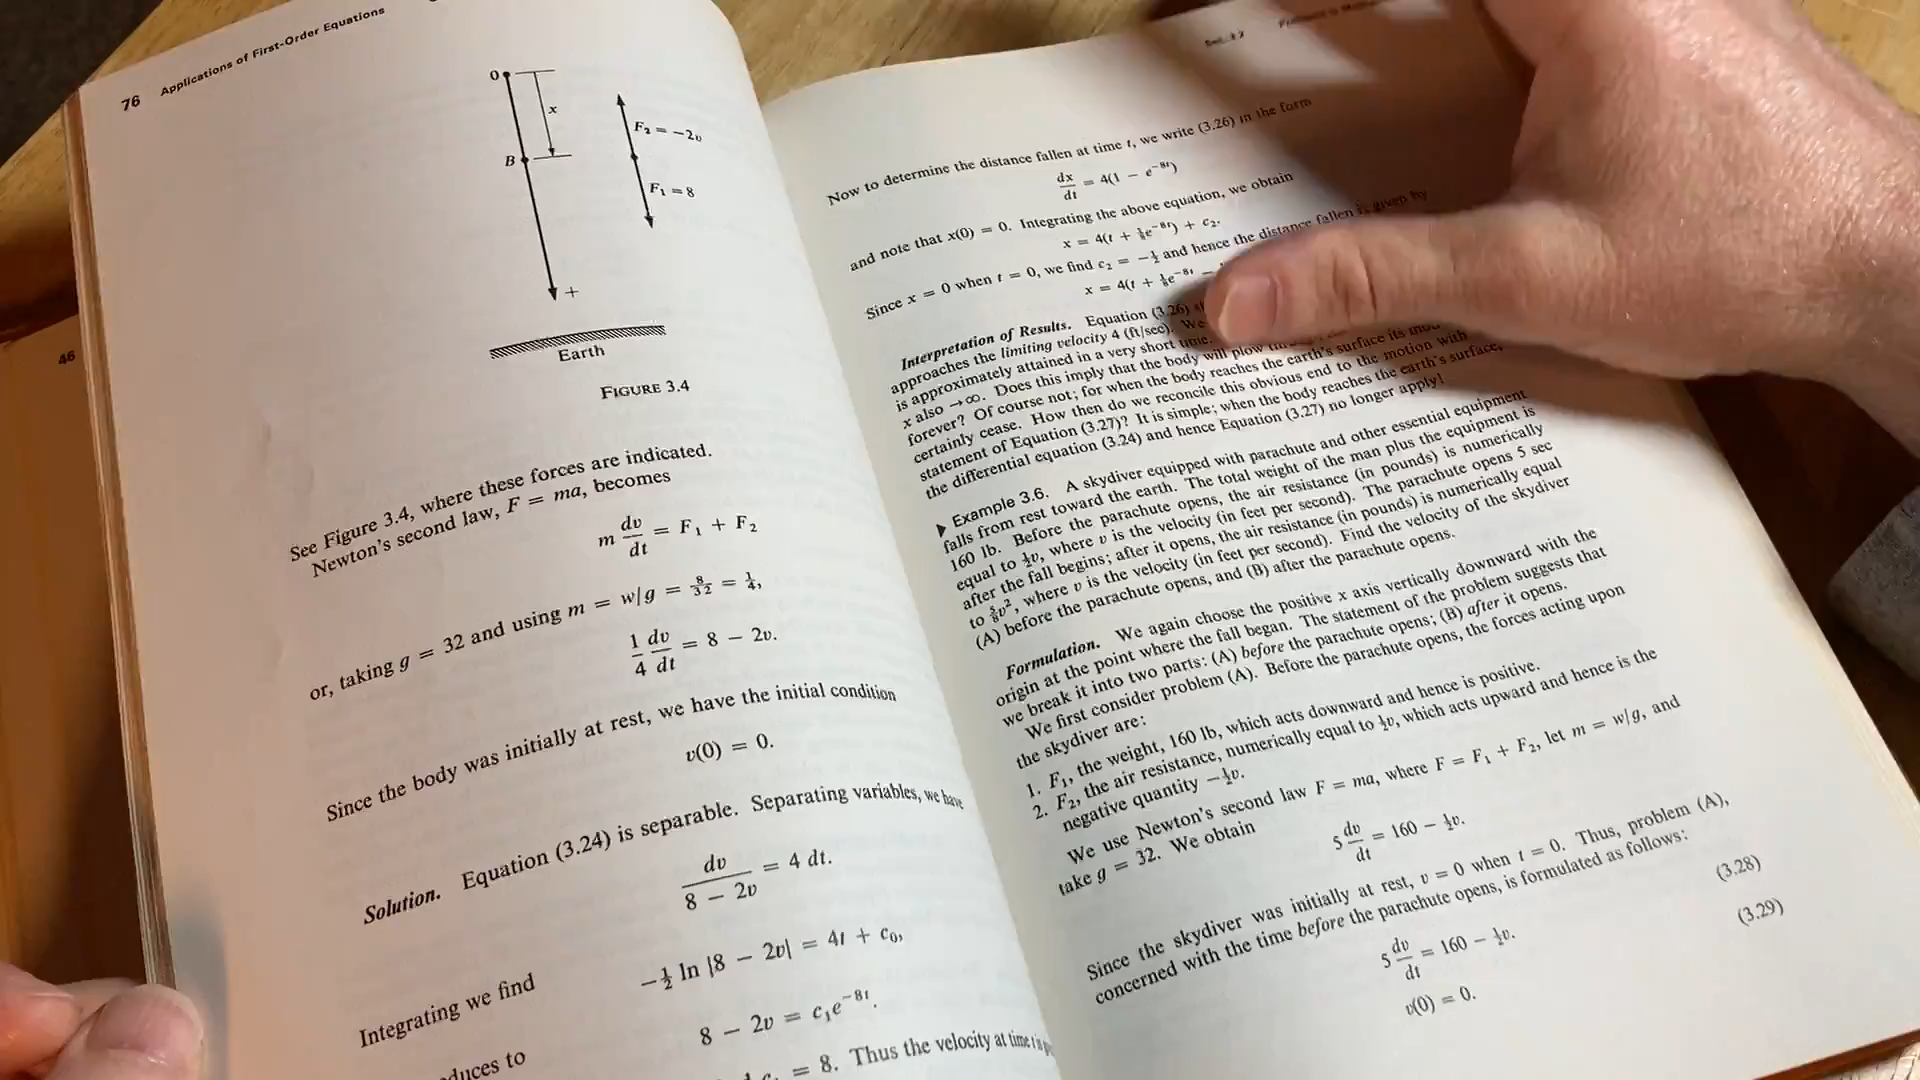 76 Applications of First-Order Equations
0
x
B
F₂ = −2v
F₁ = 8
+
Earth
FIGURE 3.4
See Figure 3.4, where these forces are indicated.
Newton's second law, F = ma, becomes
m dv/dt = F₁ + F₂
or, taking g = 32 and using m = w/g = 8/32 = 1/4,
1/4 dv/dt = 8 − 2v.
Since the body was initially at rest, we have the initial condition
v(0) = 0.
Solution. Equation (3.24) is separable. Separating variables, we have
dv/(8 − 2v) = 4 dt.
Integrating we find
−½ ln |8 − 2v| = 4t + c₀,
duces to
8 − 2v = c₁e^−8t.
= 8. Thus the velocity at time t is
46
Now to determine the distance fallen at time t, we write (3.26) in the form
dx/dt = 4(1 − e^−8t)
and note that x(0) = 0. Integrating the above equation, we obtain
x = 4(t + ⅛e^−8t) + c₂.
Since x = 0 when t = 0, we find c₂ = −½ and hence the distance fallen is given by
x = 4(t + ⅛e^−8t −
Interpretation of Results. Equation (3.26)
approaches the limiting velocity 4 (ft/sec). We
is approximately attained in a very short time.
x also →∞. Does this imply that the body will plow
forever? Of course not; for when the body reaches the earth's surface its
certainly cease. How then do we reconcile this obvious end to the motion with
statement of Equation (3.27)? It is simple; when the body reaches the earth's surface,
the differential equation (3.24) and hence Equation (3.27) no longer apply!
▶ Example 3.6. A skydiver equipped with parachute and other essential equipment
falls from rest toward the earth. The total weight of the man plus the equipment is
160 lb. Before the parachute opens, the air resistance (in pounds) is numerically
equal to ½v, where v is the velocity (in feet per second). The parachute opens 5 sec
after the fall begins; after it opens, the air resistance (in pounds) is numerically equal
to ⅝v², where v is the velocity (in feet per second). Find the velocity of the skydiver
(A) before the parachute opens, and (B) after the parachute opens.
Formulation. We again choose the positive x axis vertically downward with the
origin at the point where the fall began. The statement of the problem suggests that
we break it into two parts: (A) before the parachute opens; (B) after it opens.
We first consider problem (A). Before the parachute opens, the forces acting upon
the skydiver are:
1. F₁, the weight, 160 lb, which acts downward and hence is positive.
2. F₂, the air resistance, numerically equal to ½v, which acts upward and hence is the
negative quantity −½v.
We use Newton's second law F = ma, where F = F₁ + F₂, let m = w/g, and
take g = 32. We obtain
5 dv/dt = 160 − ½v.
Since the skydiver was initially at rest, v = 0 when t = 0. Thus, problem (A),
concerned with the time before the parachute opens, is formulated as follows:
5 dv/dt = 160 − ½v. (3.28)
v(0) = 0. (3.29)